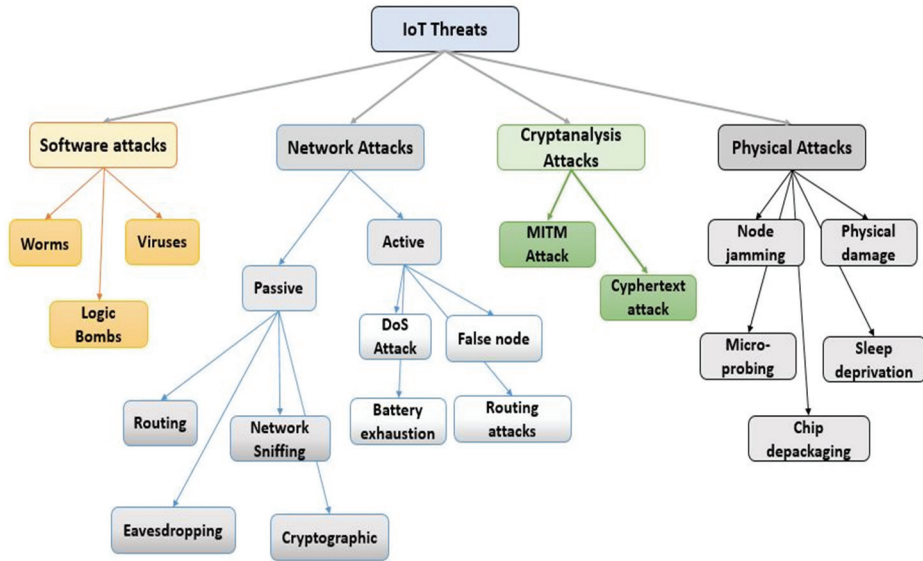 IoT Threats
Software attacks
Network Attacks
Cryptanalysis
Attacks
Physical Attacks
Worms
Viruses
Logic
Bombs
Passive
Active
Routing
Network
Sniffing
Eavesdropping
Cryptographic
DoS
Attack
False node
Battery
exhaustion
Routing
attacks
MITM
Attack
Cyphertext
attack
Node
jamming
Physical
damage
Micro-
probing
Sleep
deprivation
Chip
depackaging